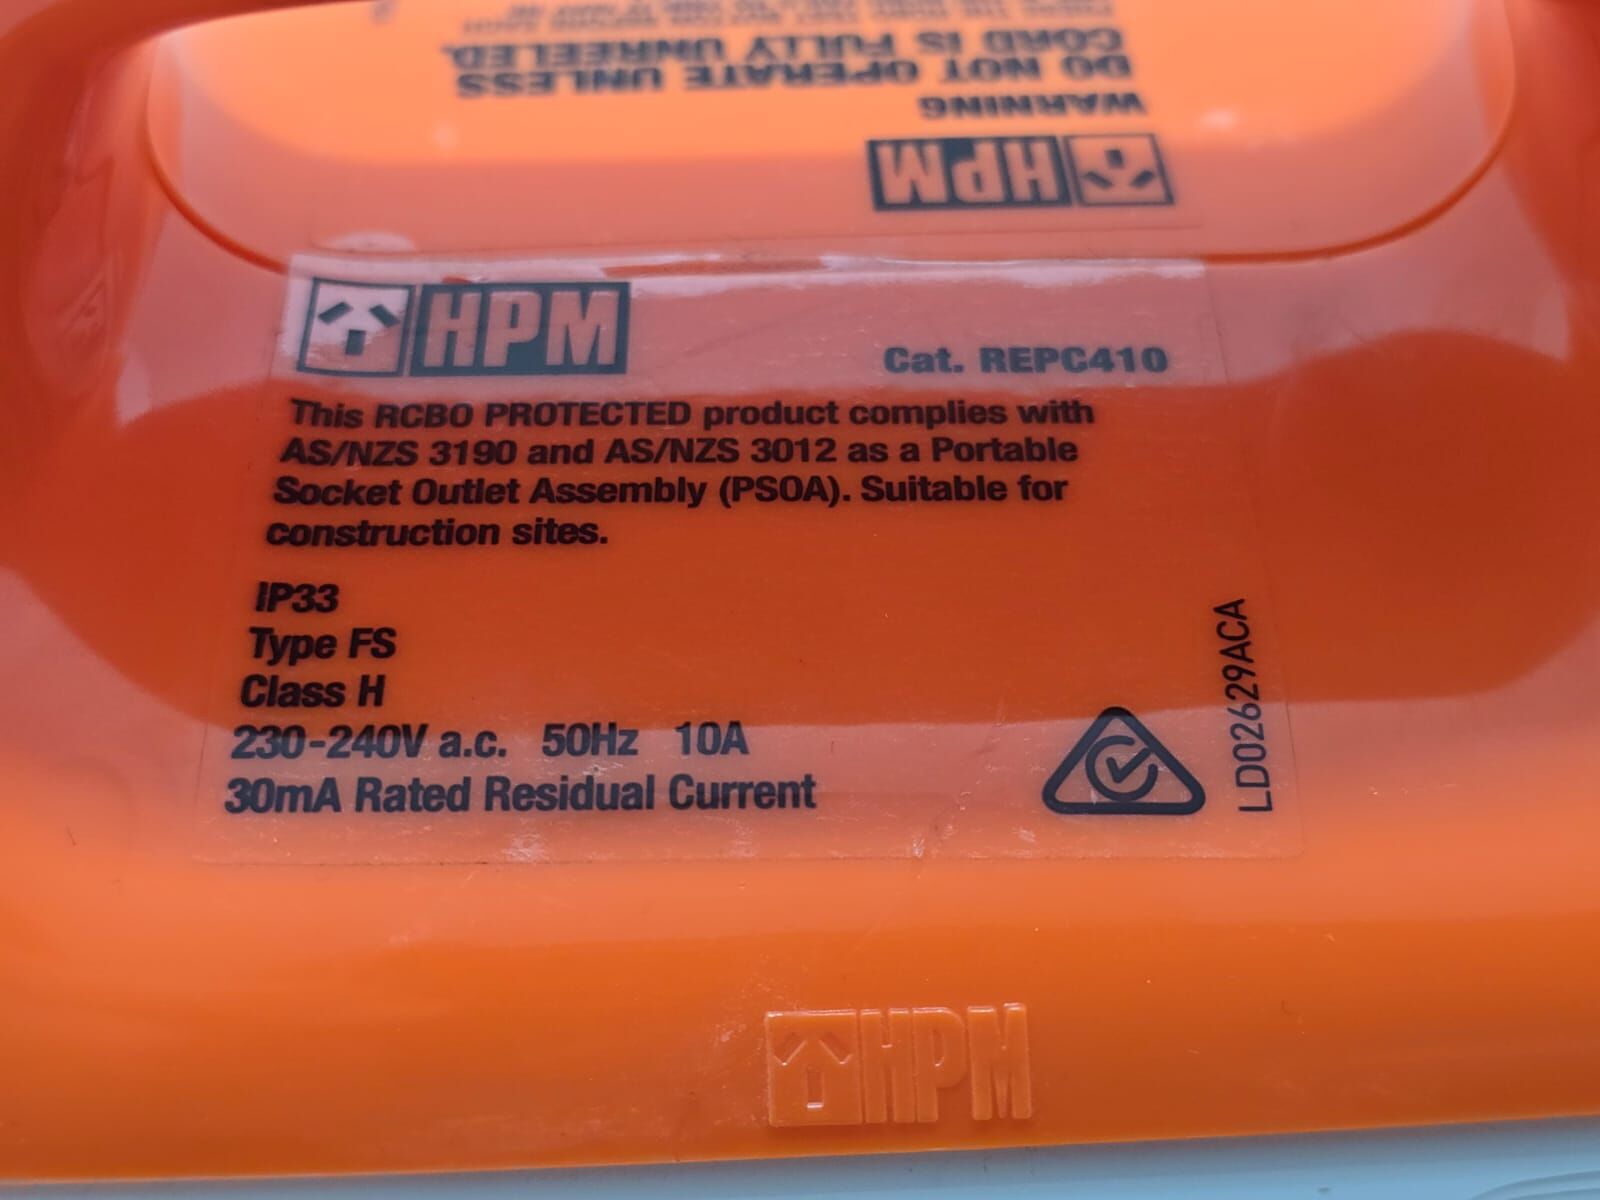 CORD IS FULLY UNREELED.
DO NOT OPERATE UNLESS
WARNING
HPM
HPM
Cat. REPC410
This RCBO PROTECTED product complies with
AS/NZS 3190 and AS/NZS 3012 as a Portable
Socket Outlet Assembly (PSOA). Suitable for
construction sites.
IP33
Type FS
Class H
230-240V a.c. 50Hz 10A
30mA Rated Residual Current
LD02629ACA
HPM